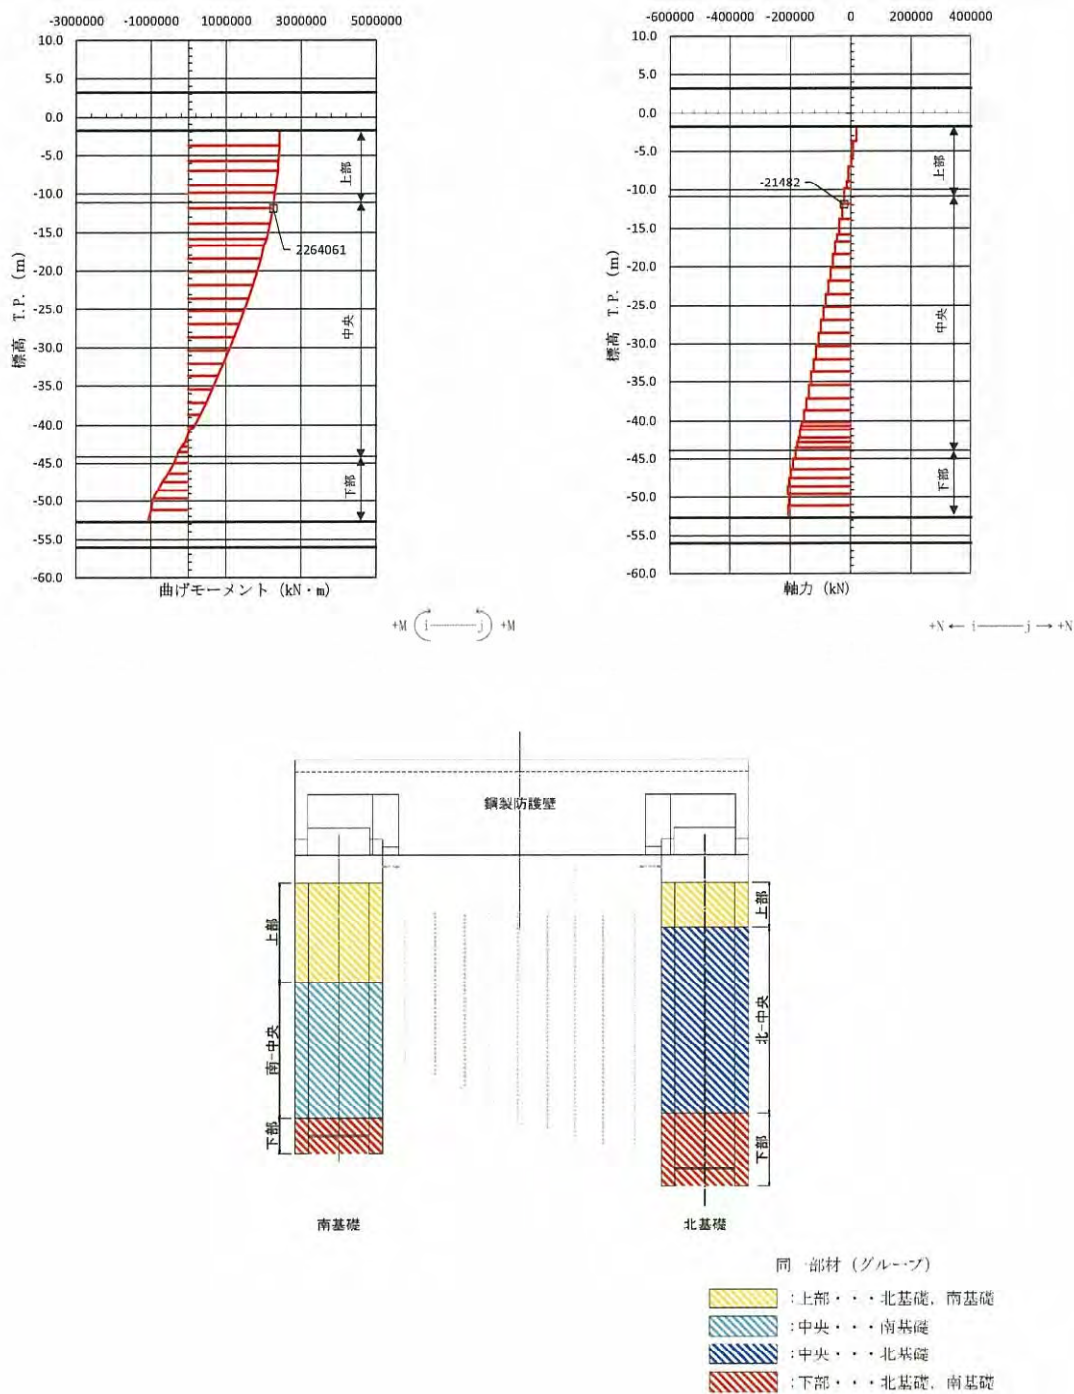 -3000000 -1000000 1000000 3000000 5000000
10.0
5.0
0.0
-5.0
-10.0
-15.0
-20.0
-25.0
-30.0
-35.0
-40.0
-45.0
-50.0
-55.0
-60.0
標高 T.P. (m)
上部
中央
下部
2264061
曲げモーメント (kN・m)
+M i j +M
-600000 -400000 -200000 0 200000 400000
10.0
5.0
0.0
-5.0
-10.0
-15.0
-20.0
-25.0
-30.0
-35.0
-40.0
-45.0
-50.0
-55.0
-60.0
標高 T.P. (m)
上部
中央
下部
-21482
軸力 (kN)
+N ← i j → +N
鋼製防護壁
上部
南-中央
下部
上部
北-中央
下部
南基礎
北基礎
同一部材 (グループ)
:上部・・・北基礎, 南基礎
:中央・・・南基礎
:中央・・・北基礎
:下部・・・北基礎, 南基礎